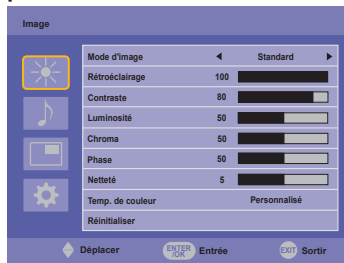 Image
Mode d'image Standard
Rétroéclairage 100
Contraste 80
Luminosité 50
Chroma 50
Phase 50
Netteté 5
Temp. de couleur Personnalisé
Réinitialiser
Déplacer ENTER/OK Entrée EXIT Sortir